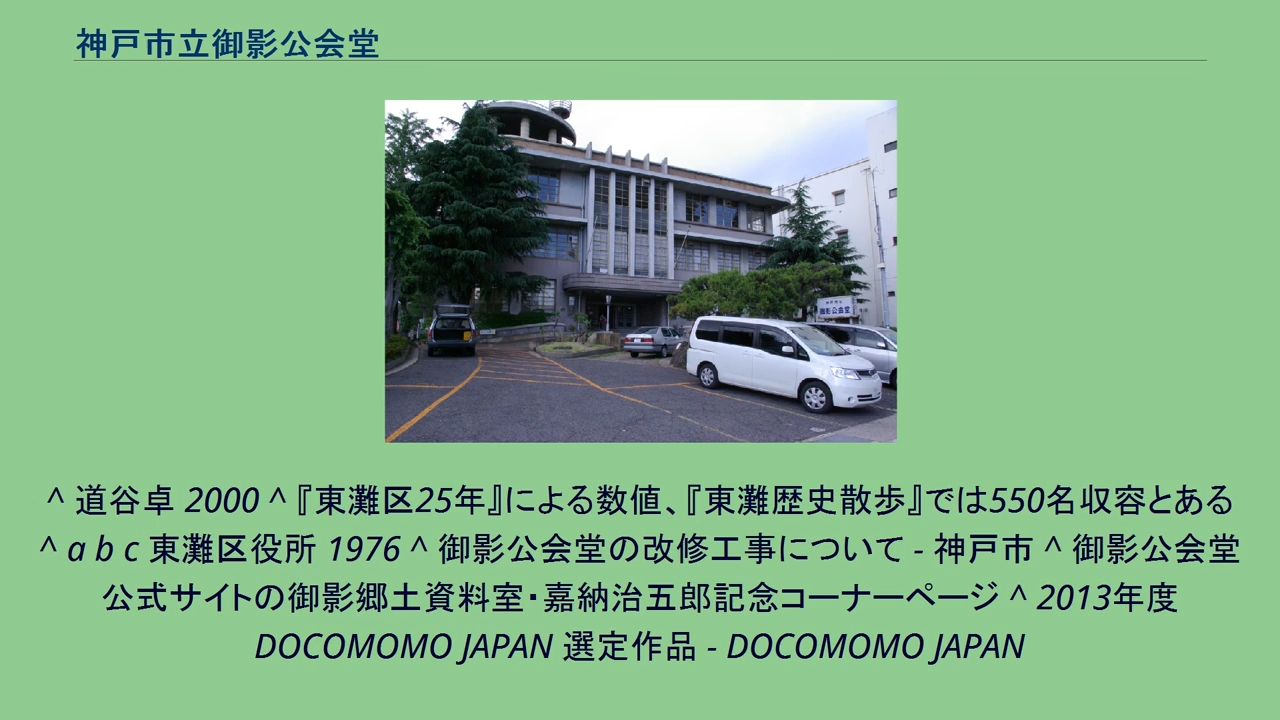 神戸市立御影公会堂
御影公会堂
^ 道谷卓 2000 ^『東灘区25年』による数値、『東灘歴史散歩』では550名収容とある
^ a b c 東灘区役所 1976 ^ 御影公会堂の改修工事について - 神戸市 ^ 御影公会堂
公式サイトの御影郷土資料室・嘉納治五郎記念コーナーページ ^ 2013年度
DOCOMOMO JAPAN 選定作品 - DOCOMOMO JAPAN